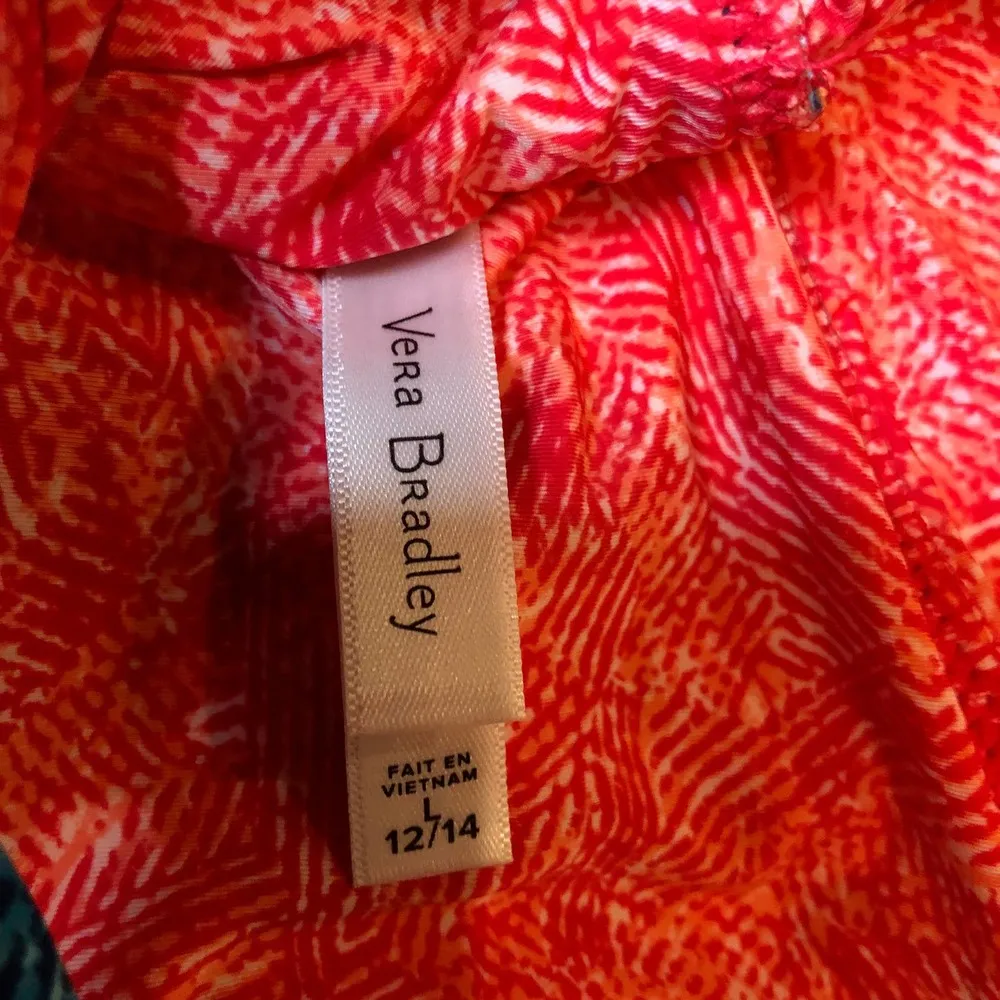 Vera Bradley
FAIT EN
VIETNAM
L
12/14